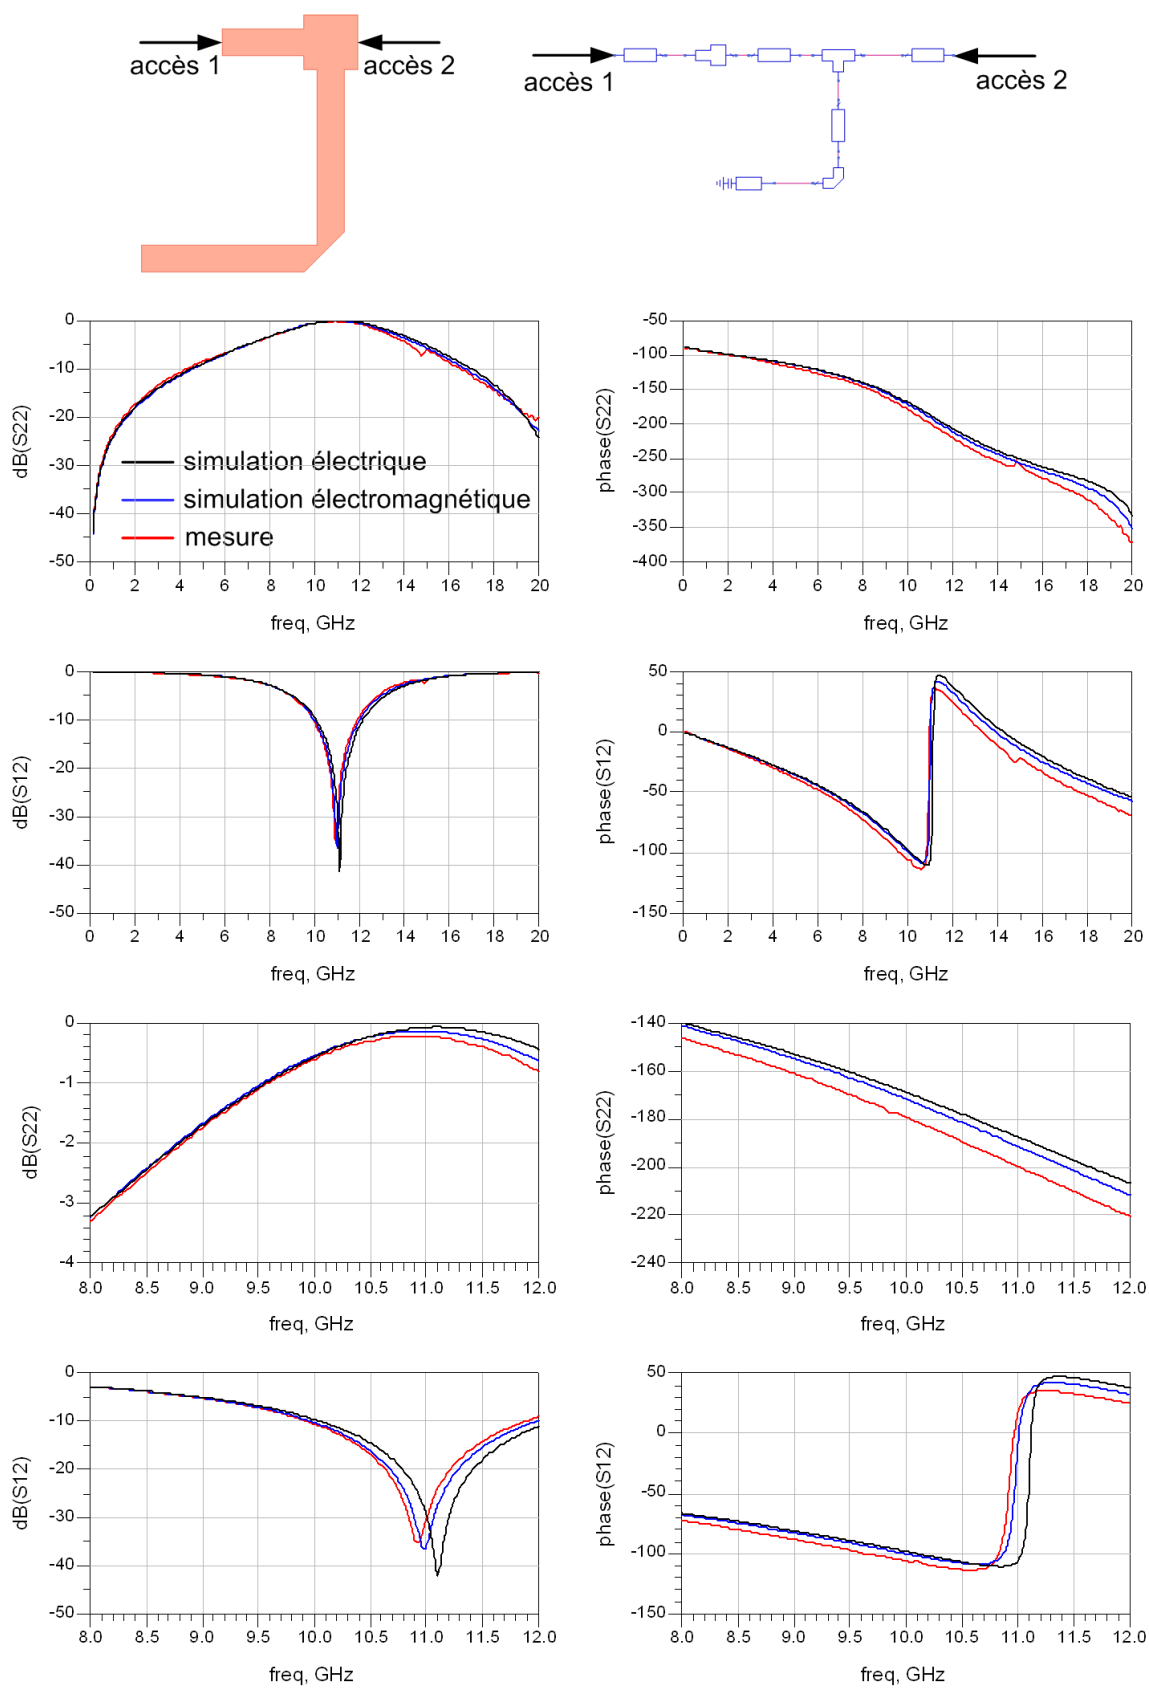 accès 1
accès 2
accès 1
accès 2
0
-10
-20
-30
-40
-50
dB(S22)
simulation électrique
simulation électromagnétique
mesure
0 2 4 6 8 10 12 14 16 18 20
freq, GHz
-50
-100
-150
-200
-250
-300
-350
-400
phase(S22)
0 2 4 6 8 10 12 14 16 18 20
freq, GHz
0
-10
-20
-30
-40
-50
dB(S12)
0 2 4 6 8 10 12 14 16 18 20
freq, GHz
50
0
-50
-100
-150
phase(S12)
0 2 4 6 8 10 12 14 16 18 20
freq, GHz
0
-1
-2
-3
-4
dB(S22)
8.0 8.5 9.0 9.5 10.0 10.5 11.0 11.5 12.0
freq, GHz
-140
-160
-180
-200
-220
-240
phase(S22)
8.0 8.5 9.0 9.5 10.0 10.5 11.0 11.5 12.0
freq, GHz
0
-10
-20
-30
-40
-50
dB(S12)
8.0 8.5 9.0 9.5 10.0 10.5 11.0 11.5 12.0
freq, GHz
50
0
-50
-100
-150
phase(S12)
8.0 8.5 9.0 9.5 10.0 10.5 11.0 11.5 12.0
freq, GHz